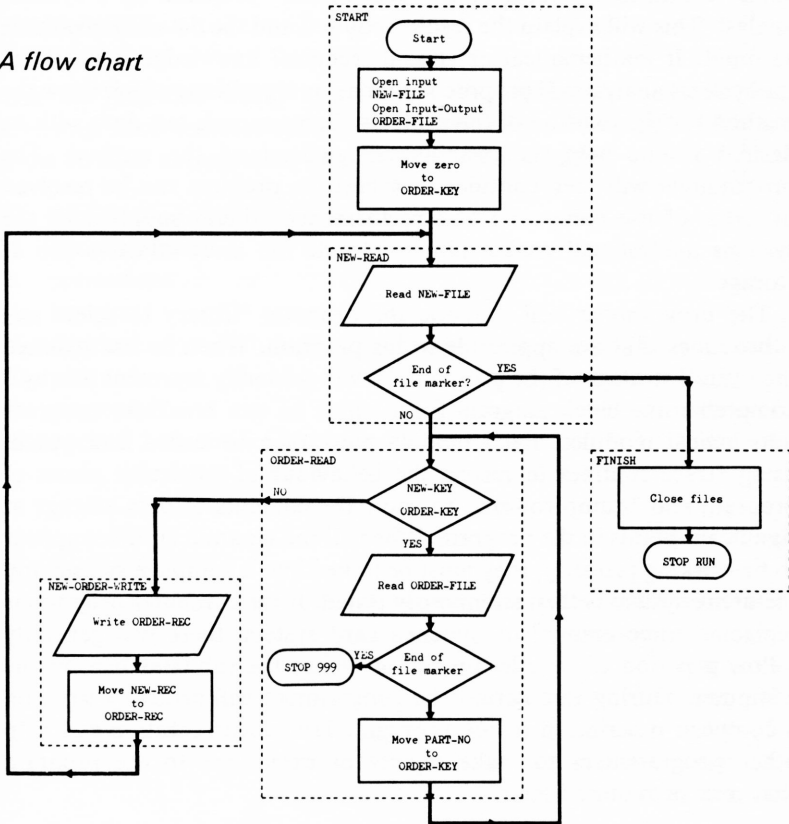 A flow chart
START
Start
Open input
NEW-FILE
Open Input-Output
ORDER-FILE
Move zero
to
ORDER-KEY
NEW-READ
Read NEW-FILE
End of
file marker?
YES
NO
ORDER-READ
NEW-KEY
ORDER-KEY
NO
YES
Read ORDER-FILE
End of
file marker
YES
STOP 999
Move PART-NO
to
ORDER-KEY
NEW-ORDER-WRITE
Write ORDER-REC
Move NEW-REC
to
ORDER-REC
FINISH
Close files
STOP RUN